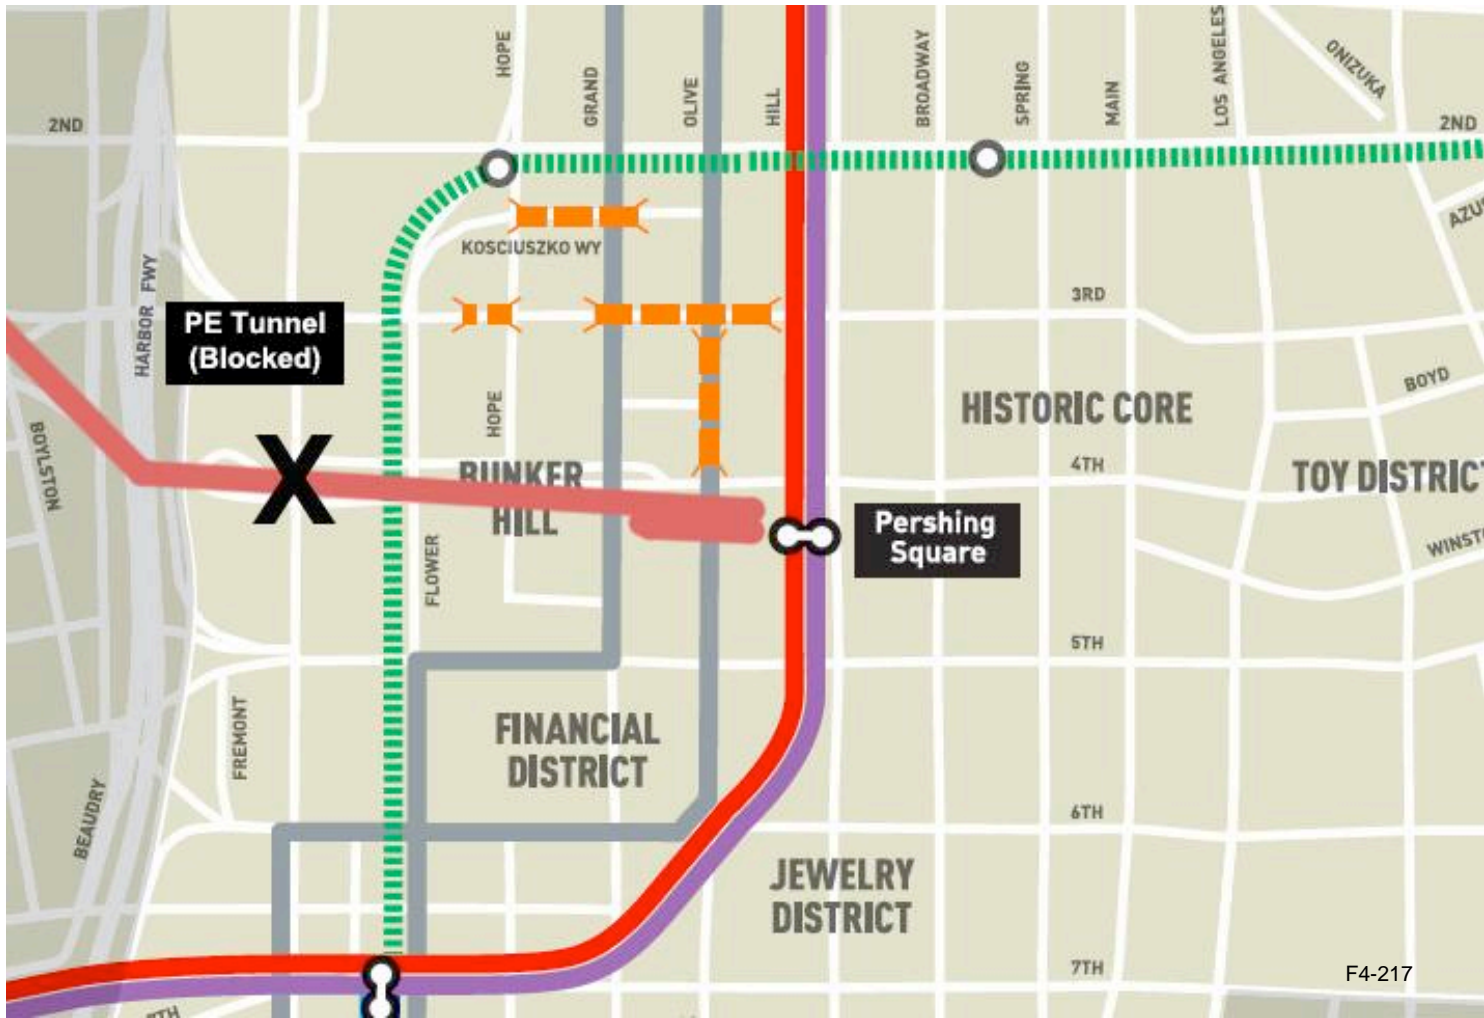 HOPE
GRAND
OLIVE
HILL
BROADWAY
SPRING
MAIN
LOS ANGELES
ONIZUKA
2ND
2ND
KOSCIUSZKO WY
HARBOR FWY
3RD
PE Tunnel
(Blocked)
X
BOYD
HOPE
HISTORIC CORE
BOYLSTON
BUNKER
HILL
4TH
TOY DISTRICT
Pershing
Square
FLOWER
5TH
FREMONT
FINANCIAL
DISTRICT
BEAUDRY
6TH
JEWELRY
DISTRICT
7TH
F4-217